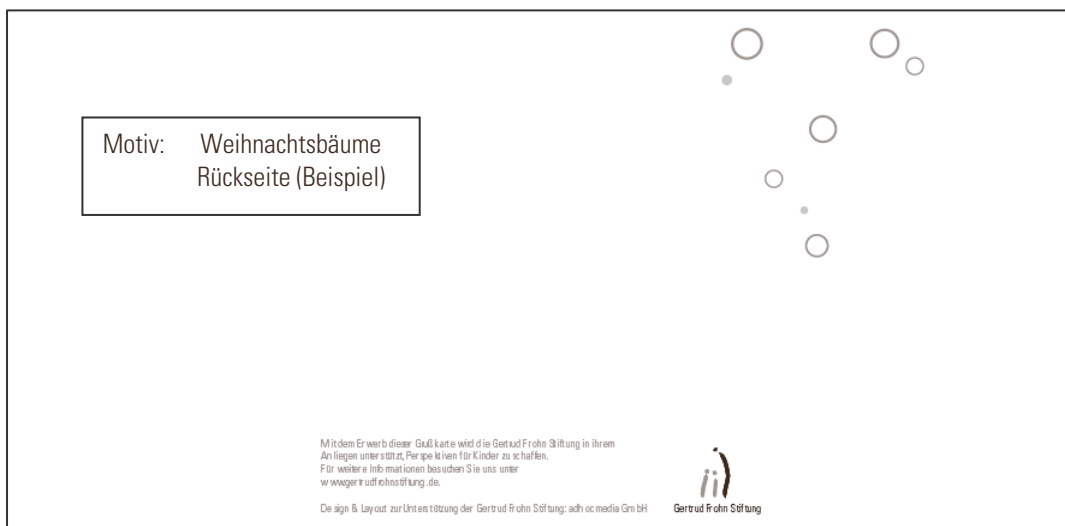 Motiv: Weihnachtsbäume
Rückseite (Beispiel)
Mit dem Erwerb dieser Grußkarte wird die Gertrud Frohn Stiftung in ihrem
Anliegen unterstützt, Perspektiven für Kinder zu schaffen.
Für weitere Informationen besuchen Sie uns unter
www.gertrudfrohnstiftung.de.
Design & Layout zur Unterstützung der Gertrud Frohn Stiftung: adhocmedia GmbH
Gertrud Frohn Stiftung